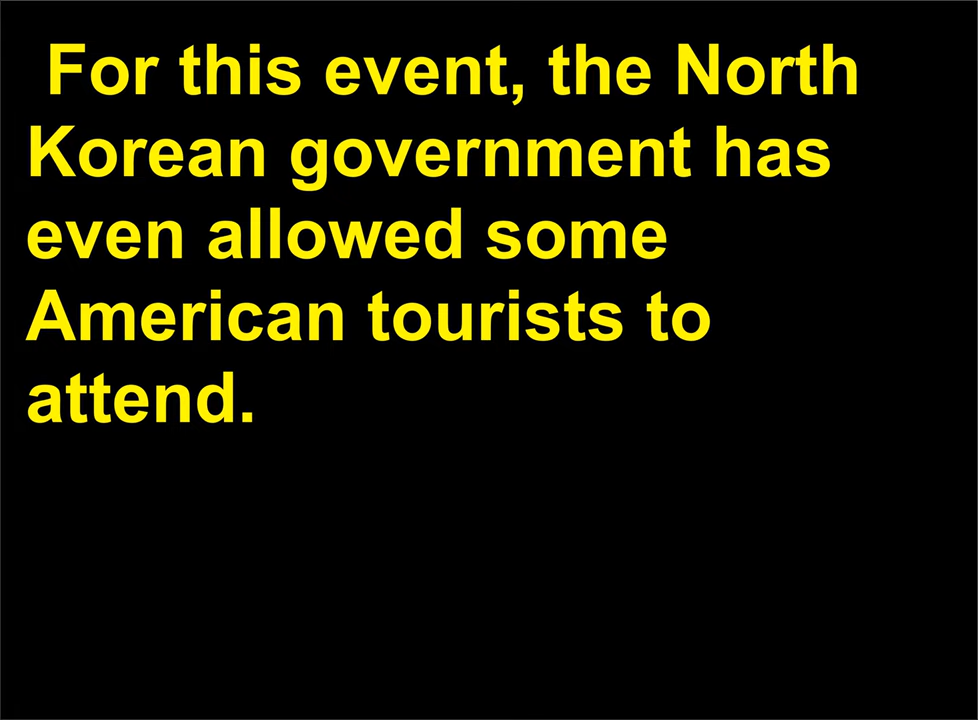 For this event, the North
Korean government has
even allowed some
American tourists to
attend.